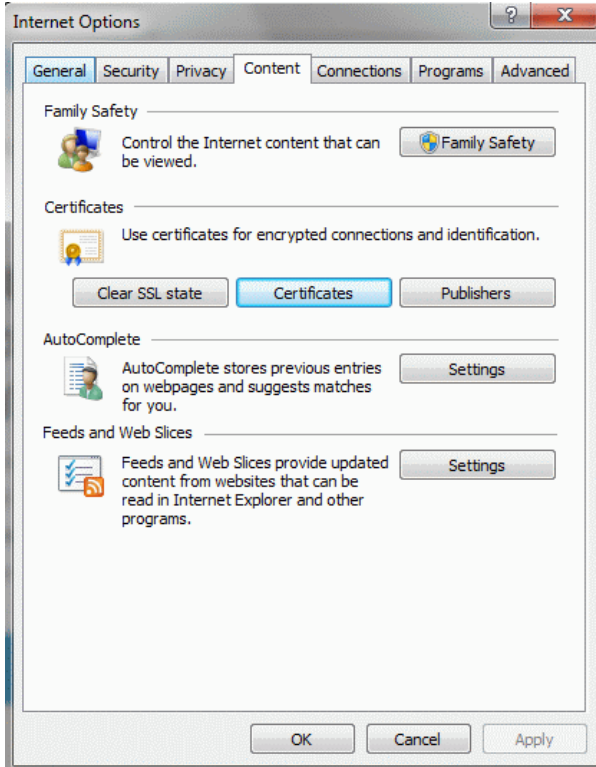 Internet Options
?
X
General Security Privacy Content Connections Programs Advanced
Family Safety
Control the Internet content that can
be viewed.
Family Safety
Certificates
Use certificates for encrypted connections and identification.
Clear SSL state Certificates Publishers
AutoComplete
AutoComplete stores previous entries
on webpages and suggests matches
for you.
Settings
Feeds and Web Slices
Feeds and Web Slices provide updated
content from websites that can be
read in Internet Explorer and other
programs.
Settings
OK Cancel Apply